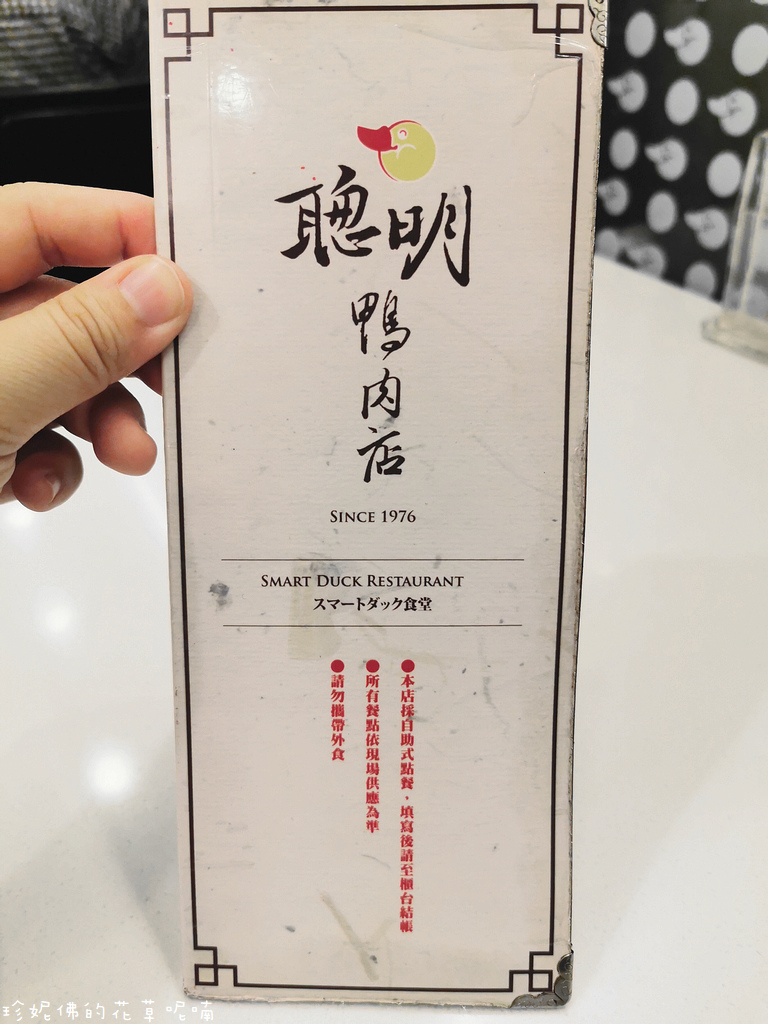 聰明
鴨肉店
SINCE 1976
SMART DUCK RESTAURANT
スマートダック食堂
●本店採自助式點餐，填寫後請至櫃台結帳
●所有餐點依現場供應為準
●請勿攜帶外食
珍妮佛的花草呢喃